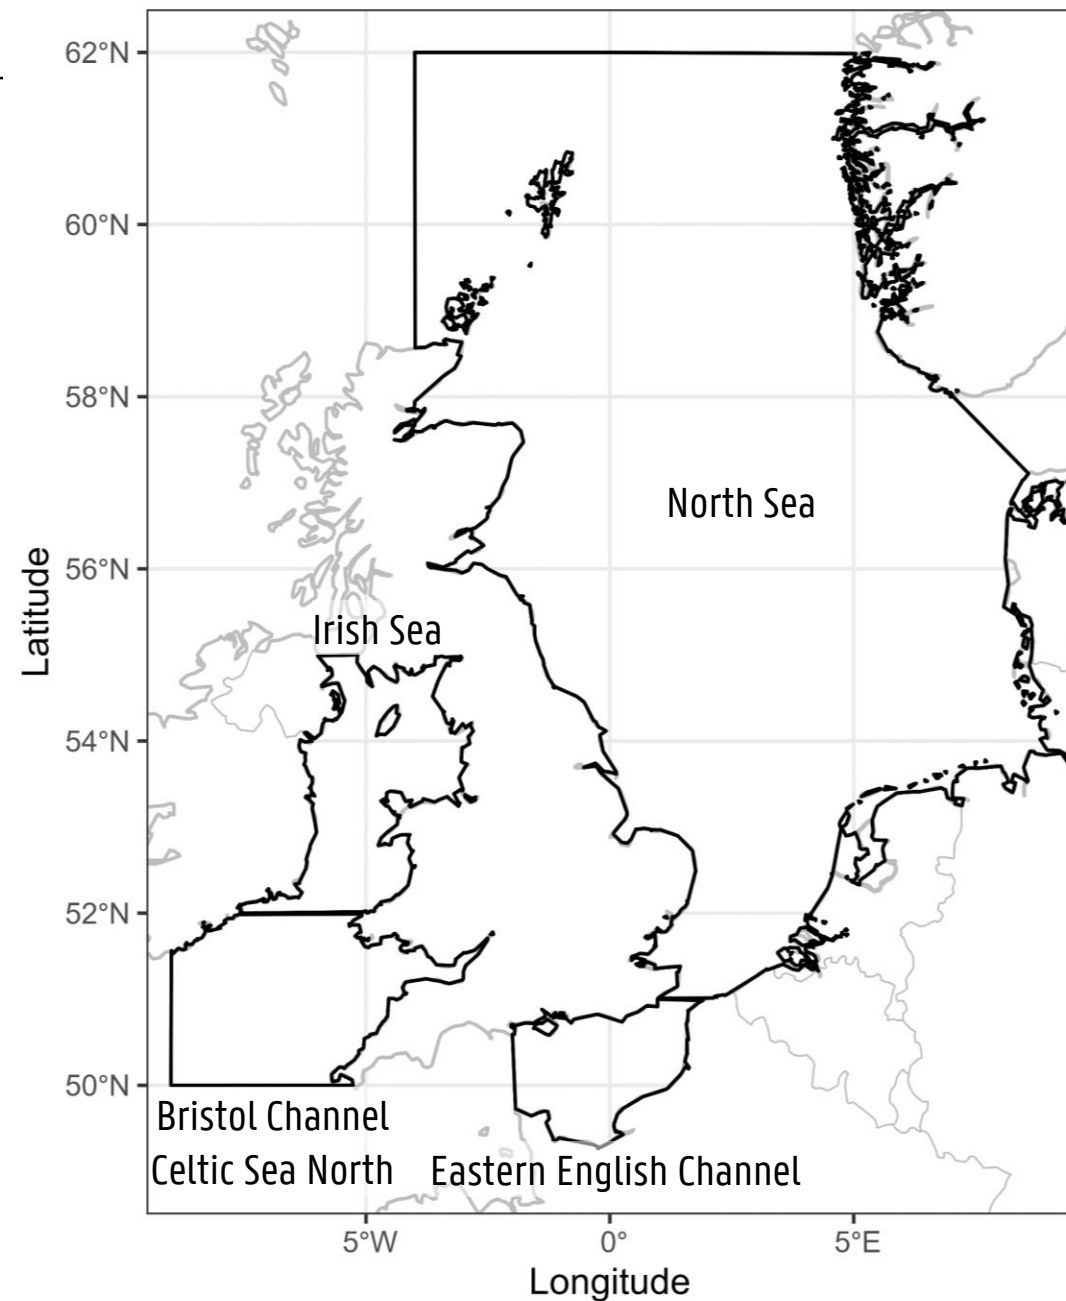 62°N
60°N
58°N
North Sea
56°N
Latitude
Irish Sea
54°N
52°N
50°N
Bristol Channel
Celtic Sea North
Eastern English Channel
5°W
0°
5°E
Longitude